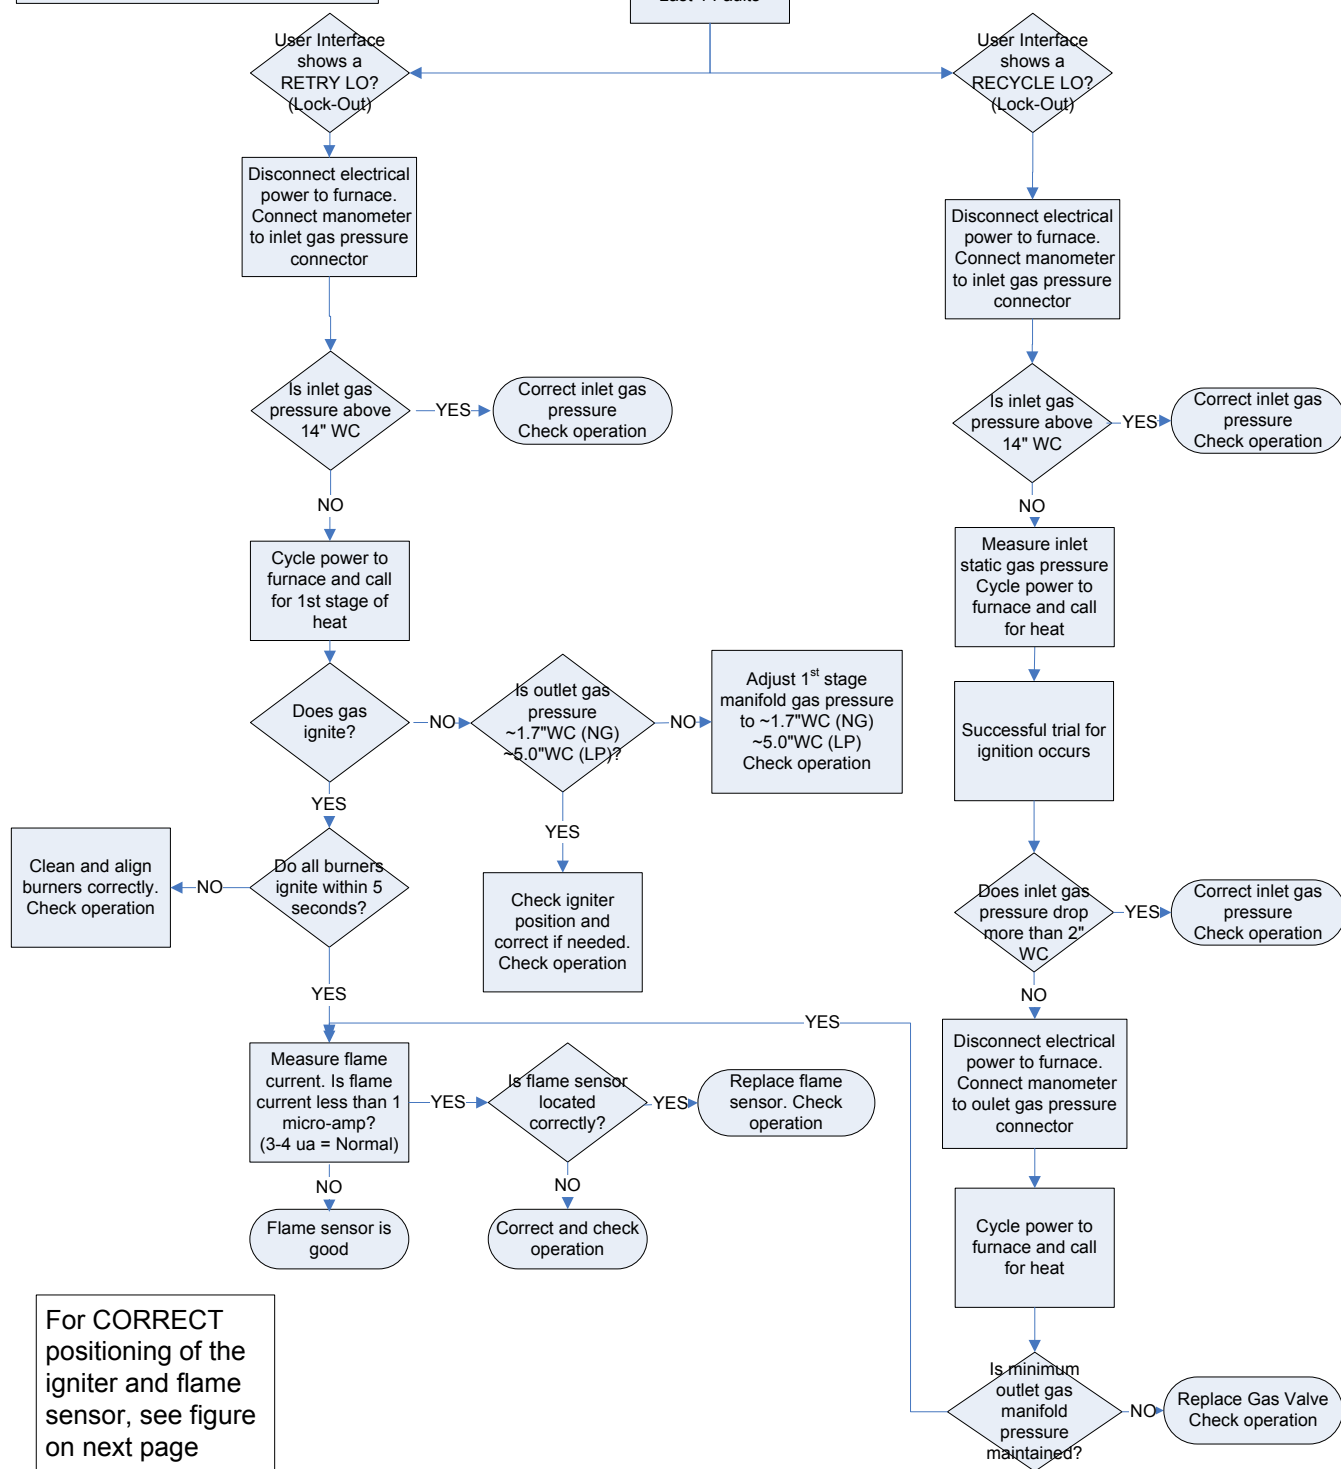 Last 4 Faults
User Interface
shows a
RETRY LO?
(Lock-Out)
User Interface
shows a
RECYCLE LO?
(Lock-Out)
Disconnect electrical
power to furnace.
Connect manometer
to inlet gas pressure
connector
Disconnect electrical
power to furnace.
Connect manometer
to inlet gas pressure
connector
Is inlet gas
pressure above
14" WC
YES
Correct inlet gas
pressure
Check operation
Is inlet gas
pressure above
14" WC
YES
Correct inlet gas
pressure
Check operation
NO
NO
Cycle power to
furnace and call
for 1st stage of
heat
Measure inlet
static gas pressure
Cycle power to
furnace and call
for heat
Does gas
ignite?
NO
Is outlet gas
pressure
~1.7"WC (NG)
~5.0"WC (LP)?
NO
Adjust 1st stage
manifold gas pressure
to ~1.7"WC (NG)
~5.0"WC (LP)
Check operation
Successful trial for
ignition occurs
YES
YES
Clean and align
burners correctly.
Check operation
NO
Do all burners
ignite within 5
seconds?
Check igniter
position and
correct if needed.
Check operation
Does inlet gas
pressure drop
more than 2"
WC
YES
Correct inlet gas
pressure
Check operation
YES
NO
YES
Measure flame
current. Is flame
current less than 1
micro-amp?
(3-4 ua = Normal)
YES
Is flame sensor
located
correctly?
YES
Replace flame
sensor. Check
operation
Disconnect electrical
power to furnace.
Connect manometer
to oulet gas pressure
connector
NO
NO
Flame sensor is
good
Correct and check
operation
Cycle power to
furnace and call
for heat
For CORRECT
positioning of the
igniter and flame
sensor, see figure
on next page
Is minimum
outlet gas
manifold
pressure
maintained?
NO
Replace Gas Valve
Check operation